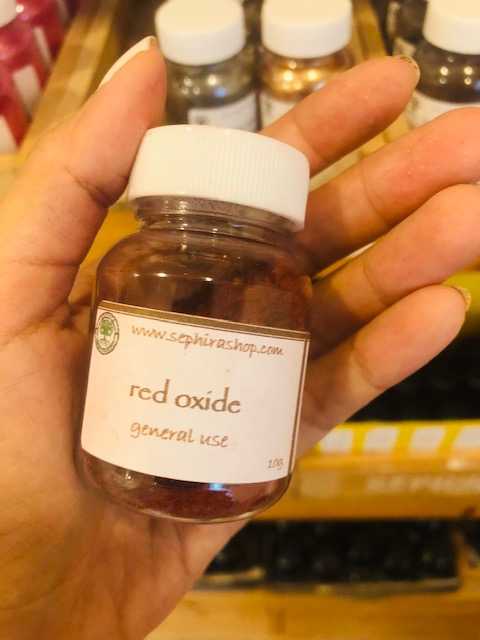 www.sephirashop.com
red oxide
general use
10g